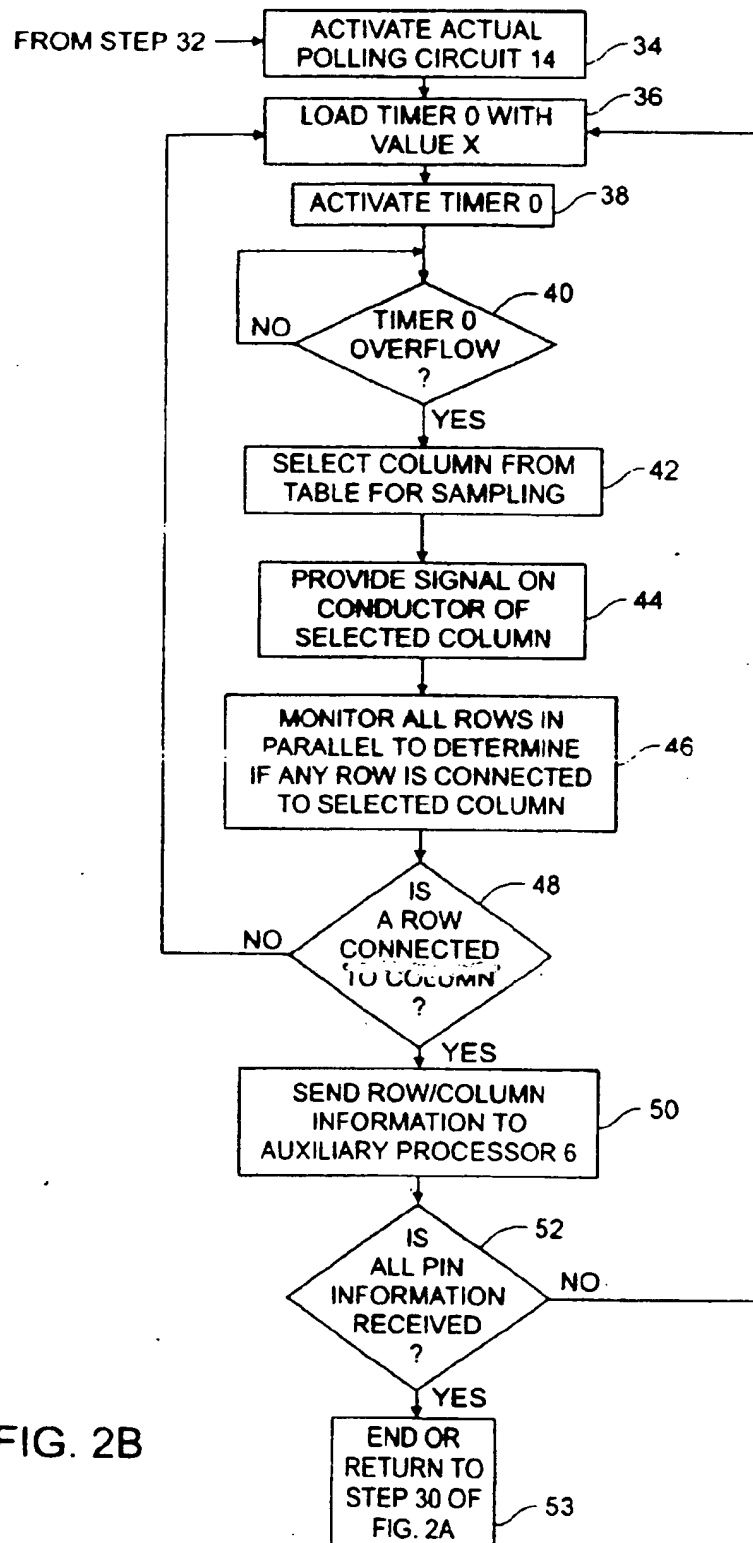 FROM STEP 32
ACTIVATE ACTUAL
POLLING CIRCUIT 14
34
36
LOAD TIMER 0 WITH
VALUE X
ACTIVATE TIMER 0
38
40
NO
TIMER 0
OVERFLOW
?
YES
SELECT COLUMN FROM
TABLE FOR SAMPLING
42
PROVIDE SIGNAL ON
CONDUCTOR OF
SELECTED COLUMN
44
MONITOR ALL ROWS IN
PARALLEL TO DETERMINE
IF ANY ROW IS CONNECTED
TO SELECTED COLUMN
46
48
IS
A ROW
CONNECTED
TO COLUMN
?
NO
YES
SEND ROW/COLUMN
INFORMATION TO
AUXILIARY PROCESSOR 6
50
52
IS
ALL PIN
INFORMATION
RECEIVED
?
NO
YES
END OR
RETURN TO
STEP 30 OF
FIG. 2A
53
FIG. 2B